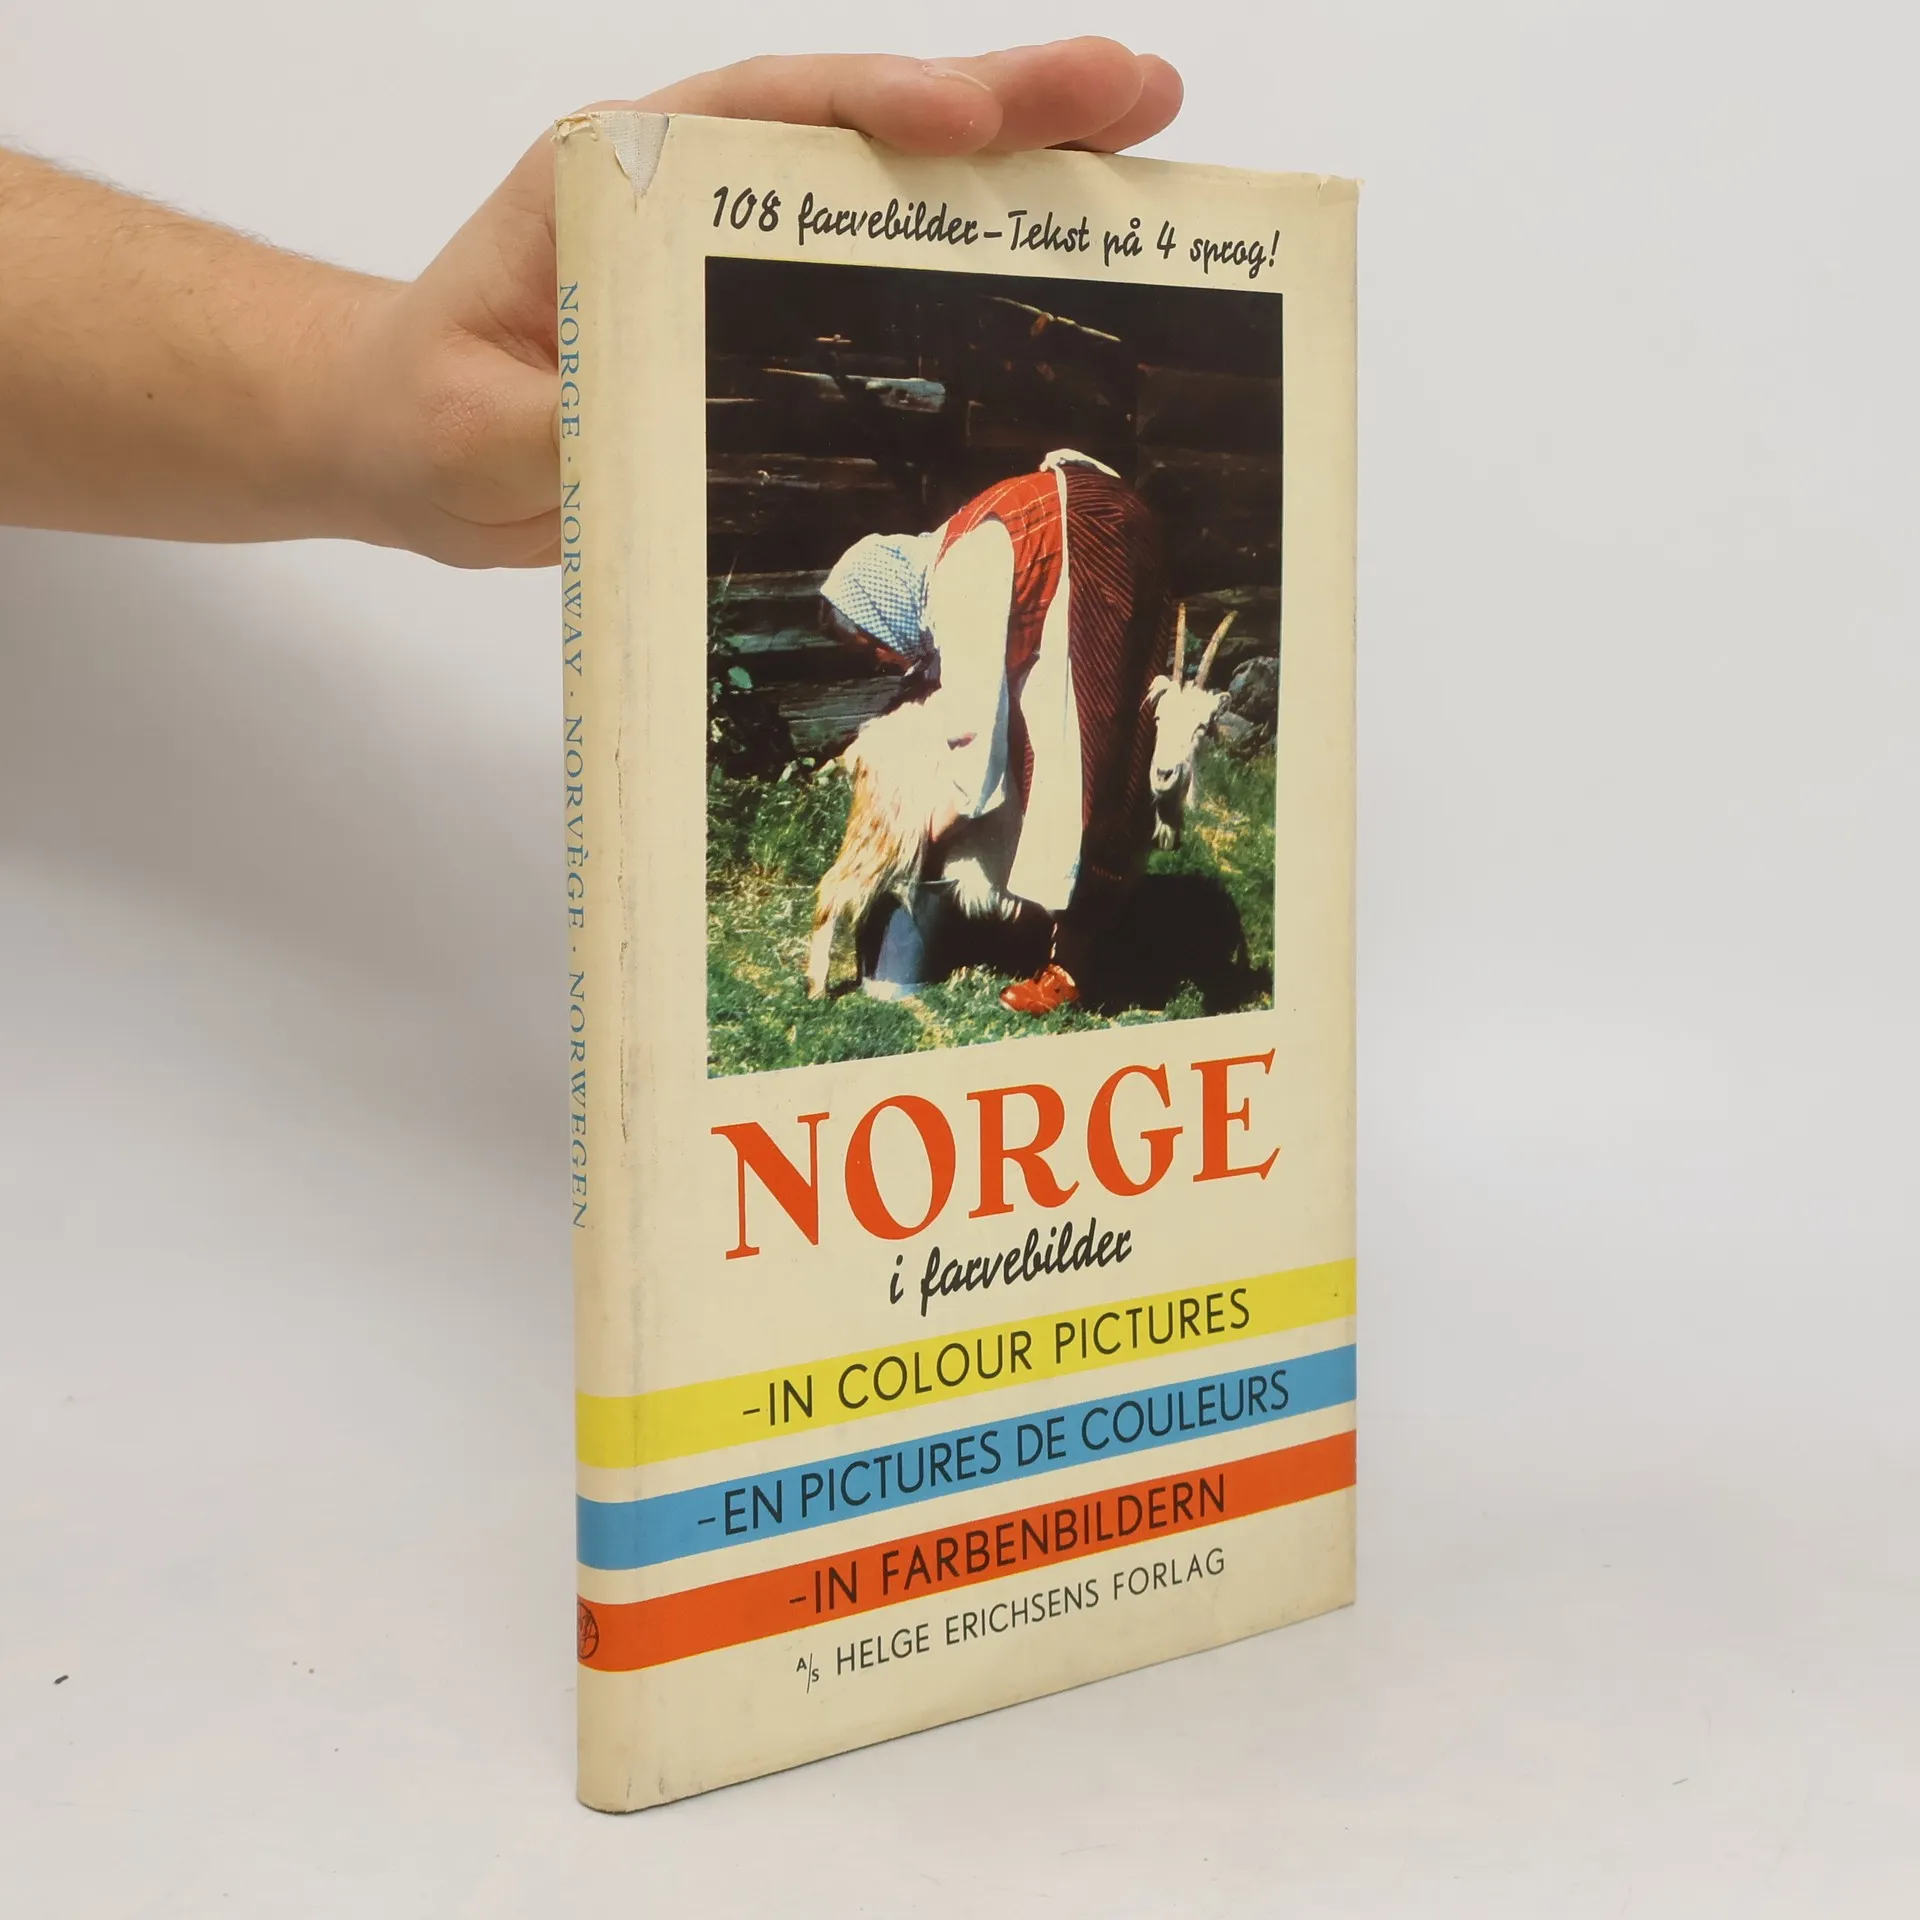 108 farvebilder – Tekst på 4 sprog!
NORGE
i farvebilder
-IN COLOUR PICTURES
-EN PICTURES DE COULEURS
-IN FARBENBILDERN
A/S HELGE ERICHSENS FORLAG
NORGE · NORWAY · NORVÈGE · NORWEGEN